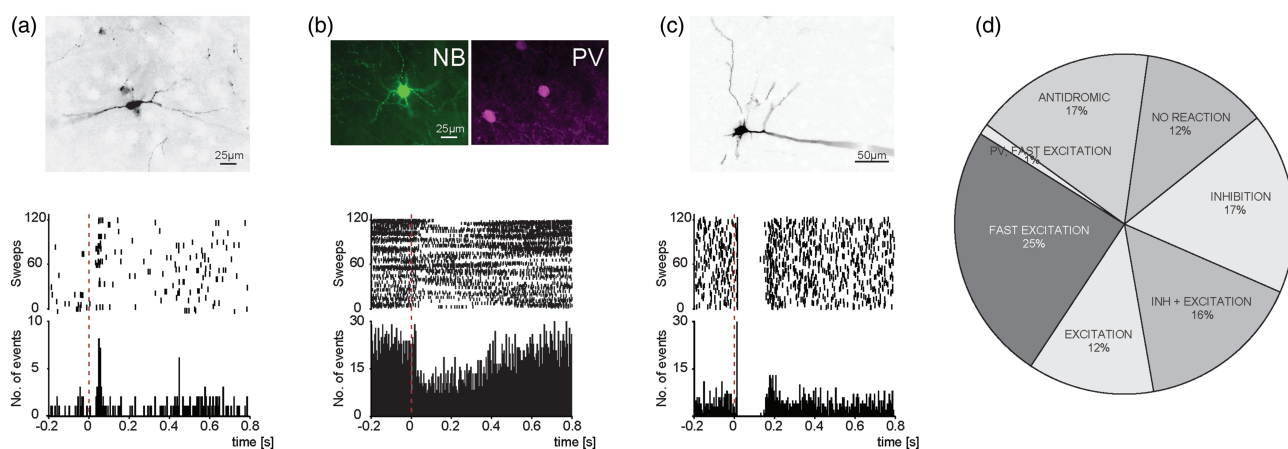 (a)
25µm
120
60
0
Sweeps
10
5
0
No. of events
-0.2 0 0.2 0.4 0.6 0.8
time [s]
(b)
NB
25µm
PV
120
60
0
Sweeps
30
15
0
No. of events
-0.2 0 0.2 0.4 0.6 0.8
time [s]
(c)
50µm
120
60
0
Sweeps
30
15
0
No. of events
-0.2 0 0.2 0.4 0.6 0.8
time [s]
(d)
ANTIDROMIC
17%
NO REACTION
12%
PV, FAST EXCITATION
1%
INHIBITION
17%
FAST EXCITATION
25%
INH + EXCITATION
16%
EXCITATION
12%